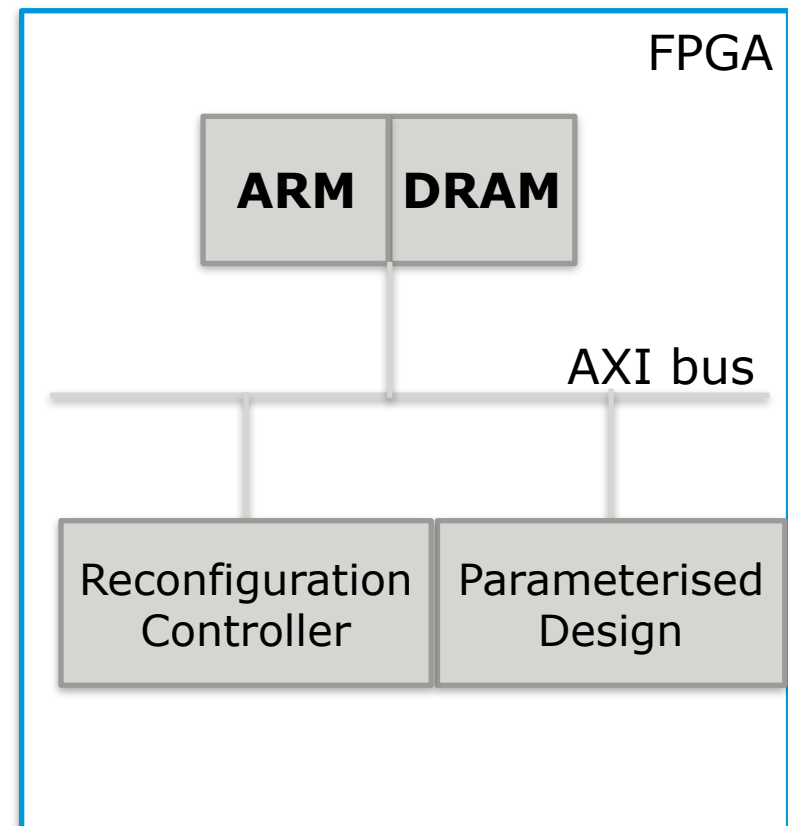 FPGA
ARM
DRAM
AXI bus
Reconfiguration
Controller
Parameterised
Design